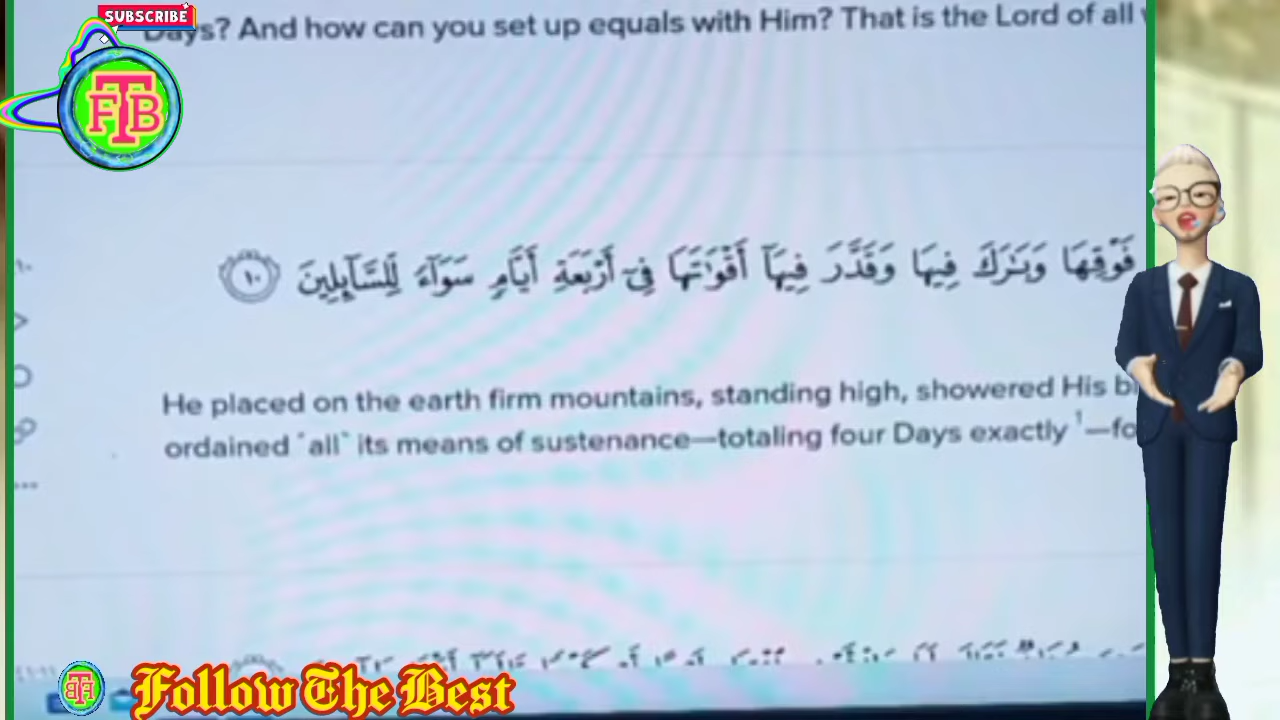 SUBSCRIBE
Days? And how can you set up equals with Him? That is the Lord of all
FTB
فَوْقِهَا وَبَـٰرَكَ فِيهَا وَقَدَّرَ فِيهَآ أَقْوَٰتَهَا فِىٓ أَرْبَعَةِ أَيَّامٍۢ سَوَآءً لِّلسَّآئِلِينَ ١٠
He placed on the earth firm mountains, standing high, showered His
ordained ˹all˺ its means of sustenance—totaling four Days exactly ¹—
Follow The Best